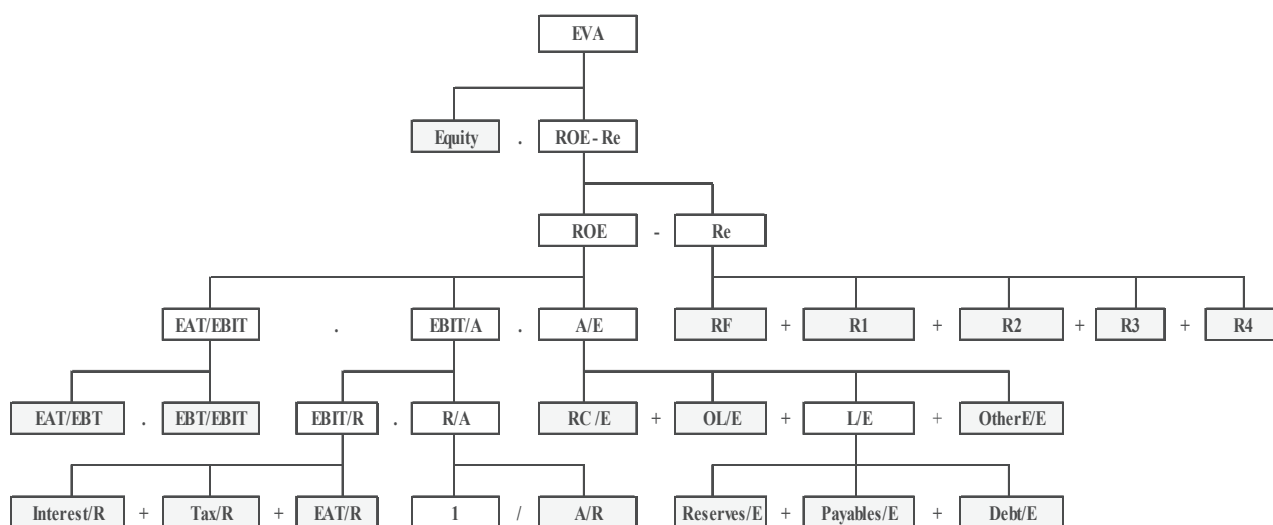 EVA
Equity . ROE - Re
ROE - Re
EAT/EBIT . EBIT/A . A/E RF + R1 + R2 + R3 + R4
EAT/EBT . EBT/EBIT EBIT/R . R/A RC /E + OL/E + L/E + OtherE/E
Interest/R + Tax/R + EAT/R 1 / A/R Reserves/E + Payables/E + Debt/E